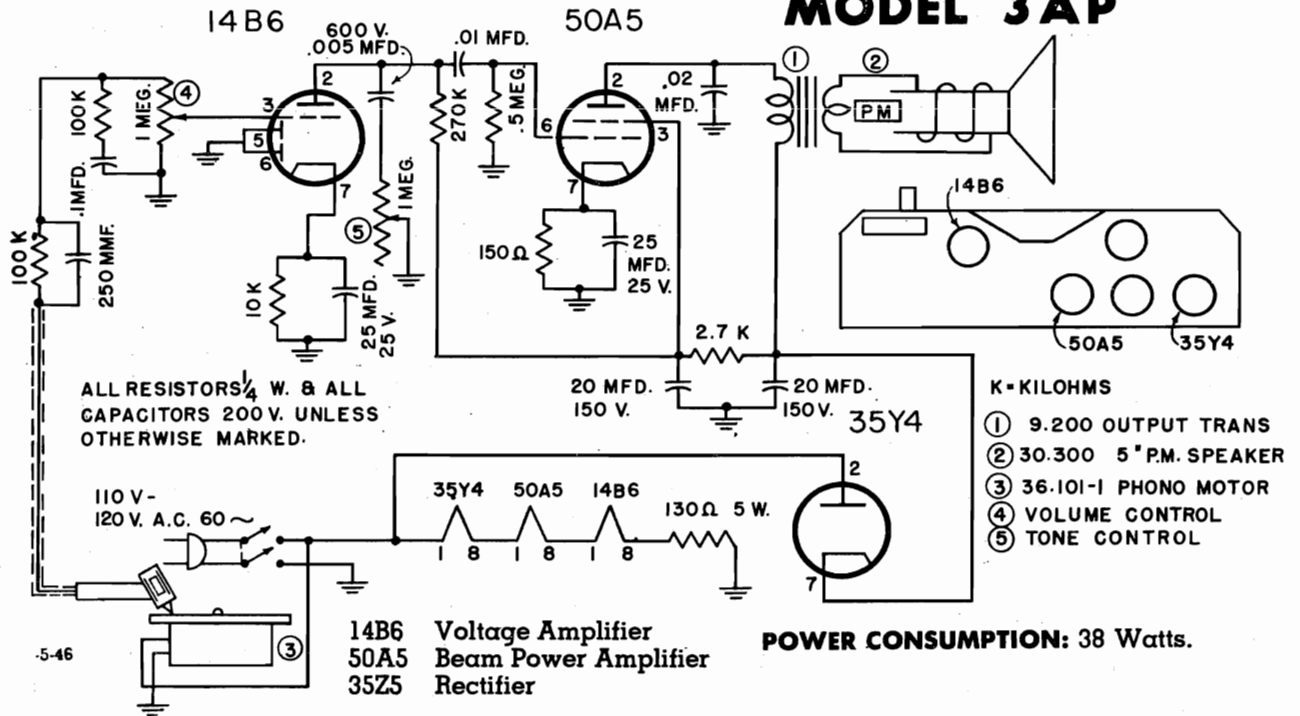 MODEL 3AP
14B6
50A5
600 V.
.005 MFD.
.01 MFD.
100K
1 MEG.
4
3
2
5
6
7
.1MFD.
270 K
.5 MEG.
6
2
3
7
.02
MFD.
1
2
PM
14B6
50A5
35Y4
100 K
250 MMF.
10 K
25 MFD.
25 V.
1 MEG.
5
150Ω
25
MFD.
25 V.
2.7 K
20 MFD.
150 V.
20 MFD.
150V.
35Y4
2
7
ALL RESISTORS 1/4 W. & ALL
CAPACITORS 200 V. UNLESS
OTHERWISE MARKED.
K=KILOHMS
1 9.200 OUTPUT TRANS
2 30.300 5" P.M. SPEAKER
3 36.101-1 PHONO MOTOR
4 VOLUME CONTROL
5 TONE CONTROL
110 V-
120 V. A.C. 60~
35Y4 50A5 14B6
1 8 1 8 1 8
130Ω 5 W.
3
-5-46
14B6 Voltage Amplifier
50A5 Beam Power Amplifier
35Z5 Rectifier
POWER CONSUMPTION: 38 Watts.